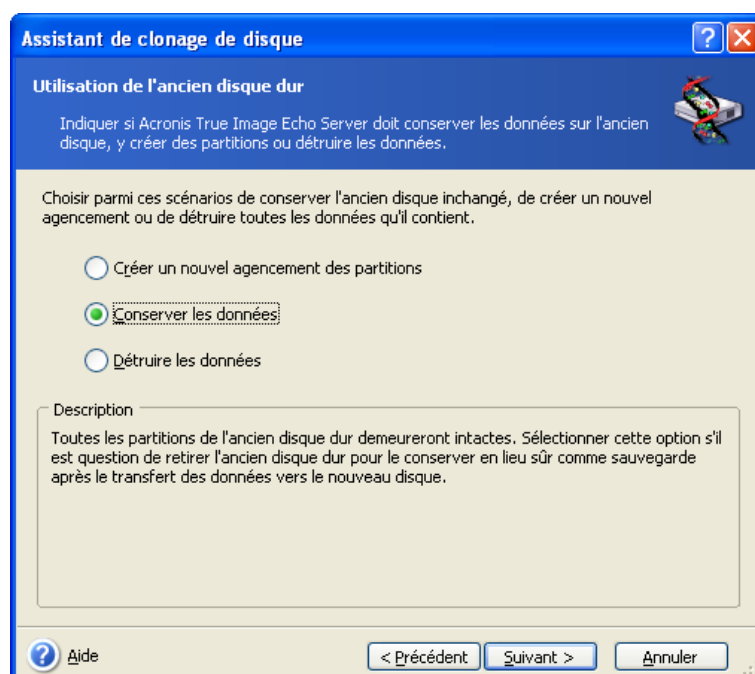 Assistant de clonage de disque
Utilisation de l'ancien disque dur
Indiquer si Acronis True Image Echo Server doit conserver les données sur l'ancien
disque, y créer des partitions ou détruire les données.
Choisir parmi ces scénarios de conserver l'ancien disque inchangé, de créer un nouvel
agencement ou de détruire toutes les données qu'il contient.
Créer un nouvel agencement des partitions
Conserver les données
Détruire les données
Description
Toutes les partitions de l'ancien disque dur demeureront intactes. Sélectionner cette option s'il
est question de retirer l'ancien disque dur pour le conserver en lieu sûr comme sauvegarde
après le transfert des données vers le nouveau disque.
? Aide
< Précédent
Suivant >
Annuler